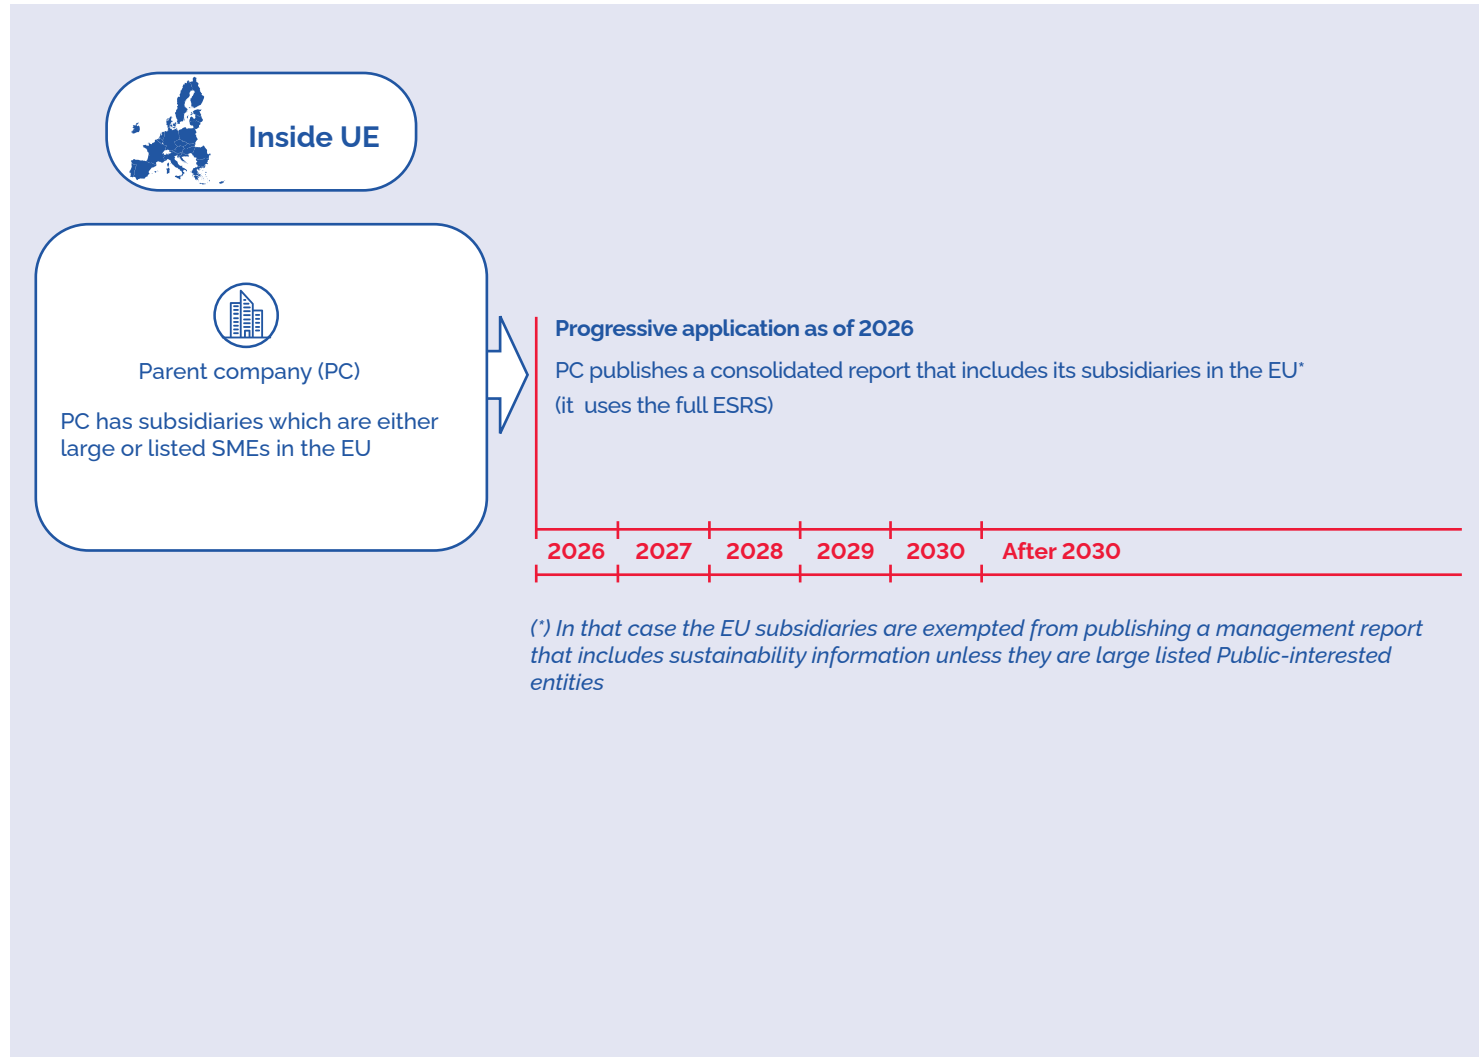 Inside UE
Parent company (PC)
PC has subsidiaries which are either
large or listed SMEs in the EU
Progressive application as of 2026
PC publishes a consolidated report that includes its subsidiaries in the EU*
(it uses the full ESRS)
2026 2027 2028 2029 2030 After 2030
(*) In that case the EU subsidiaries are exempted from publishing a management report
that includes sustainability information unless they are large listed Public-interested
entities